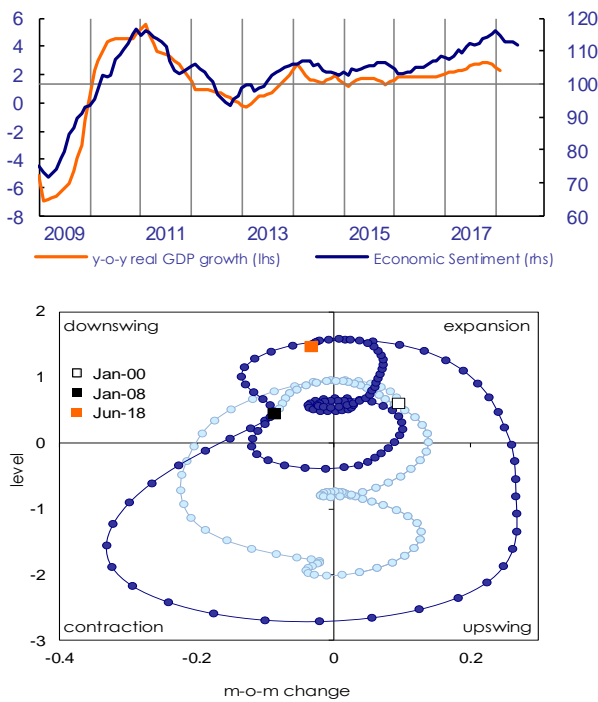 6 120
4 110
2 100
0 90
-2
-4 80
-6 70
-8 60
2009 2011 2013 2015 2017
y-o-y real GDP growth (lhs) Economic Sentiment (rhs)
2
downswing expansion
1
Jan-00
Jan-08
Jun-18
0
level
-1
-2
contraction upswing
-3
-0.4 -0.2 0 0.2
m-o-m change